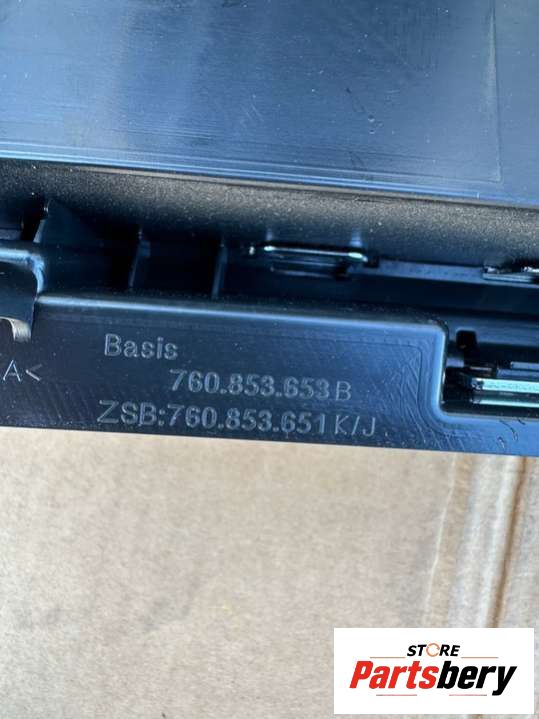 Basis
A<
760.853.653 B
ZSB:760.853.651 K/J
STORE
Partsbery